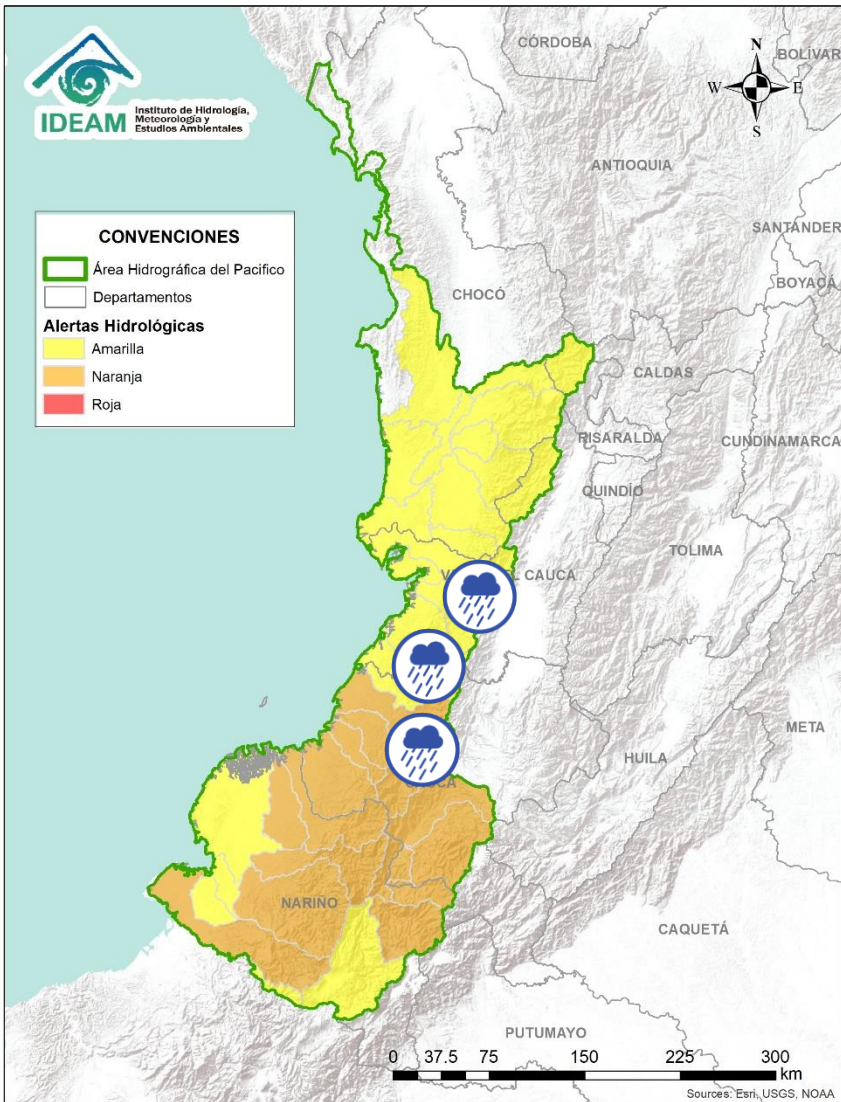 CÓRDOBA
BOLÍVAR
IDEAM
Instituto de Hidrología,
Meteorología y
Estudios Ambientales
N
W E
S
ANTIOQUIA
SANTANDER
CONVENCIONES
Área Hidrográfica del Pacifico
Departamentos
Alertas Hidrológicas
Amarilla
Naranja
Roja
BOYACÁ
CHOCÓ
CALDAS
RISARALDA
CUNDINAMARCA
QUINDÍO
TOLIMA
CAUCA
META
HUILA
NARIÑO
CAQUETÁ
PUTUMAYO
0 37.5 75 150 225 300
km
Sources: Esri, USGS, NOAA